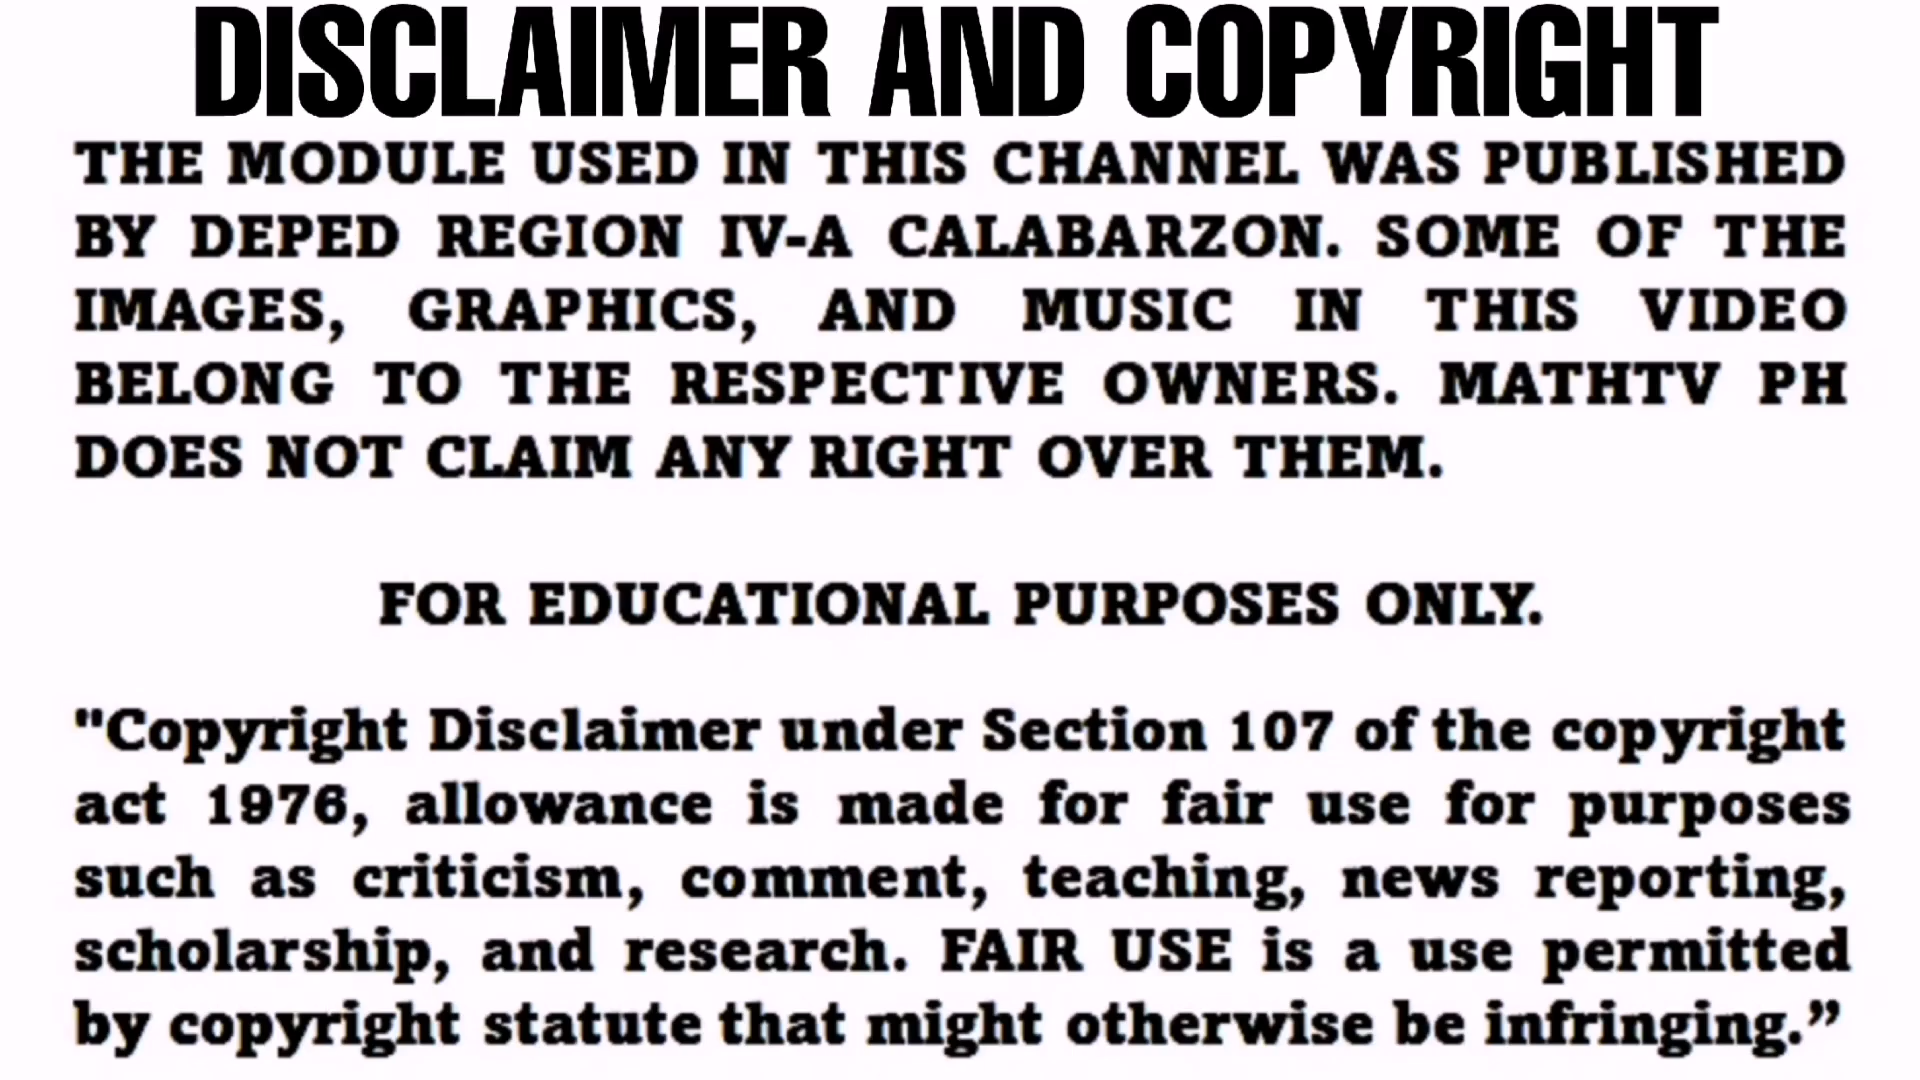 DISCLAIMER AND COPYRIGHT
THE MODULE USED IN THIS CHANNEL WAS PUBLISHED
BY DEPED REGION IV-A CALABARZON. SOME OF THE
IMAGES, GRAPHICS, AND MUSIC IN THIS VIDEO
BELONG TO THE RESPECTIVE OWNERS. MATHTV PH
DOES NOT CLAIM ANY RIGHT OVER THEM.
FOR EDUCATIONAL PURPOSES ONLY.
"Copyright Disclaimer under Section 107 of the copyright
act 1976, allowance is made for fair use for purposes
such as criticism, comment, teaching, news reporting,
scholarship, and research. FAIR USE is a use permitted
by copyright statute that might otherwise be infringing.”